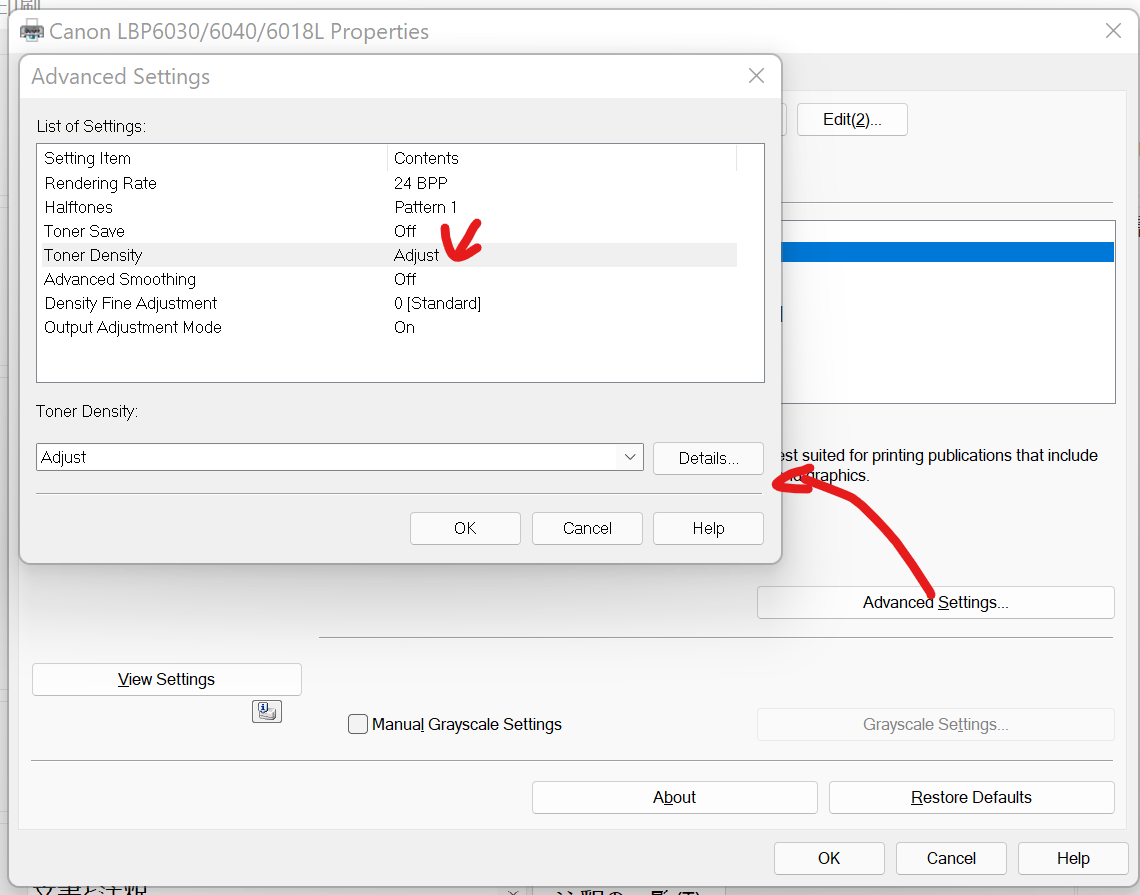 Canon LBP6030/6040/6018L Properties
Advanced Settings
List of Settings:
Edit(2)...
Setting Item Contents
Rendering Rate 24 BPP
Halftones Pattern 1
Toner Save Off
Toner Density Adjust
Advanced Smoothing Off
Density Fine Adjustment 0 [Standard]
Output Adjustment Mode On
Toner Density:
Adjust
Details...
suited for printing publications that include
graphics.
OK
Cancel
Help
Advanced Settings...
View Settings
Manual Grayscale Settings
Grayscale Settings...
About
Restore Defaults
OK
Cancel
Help